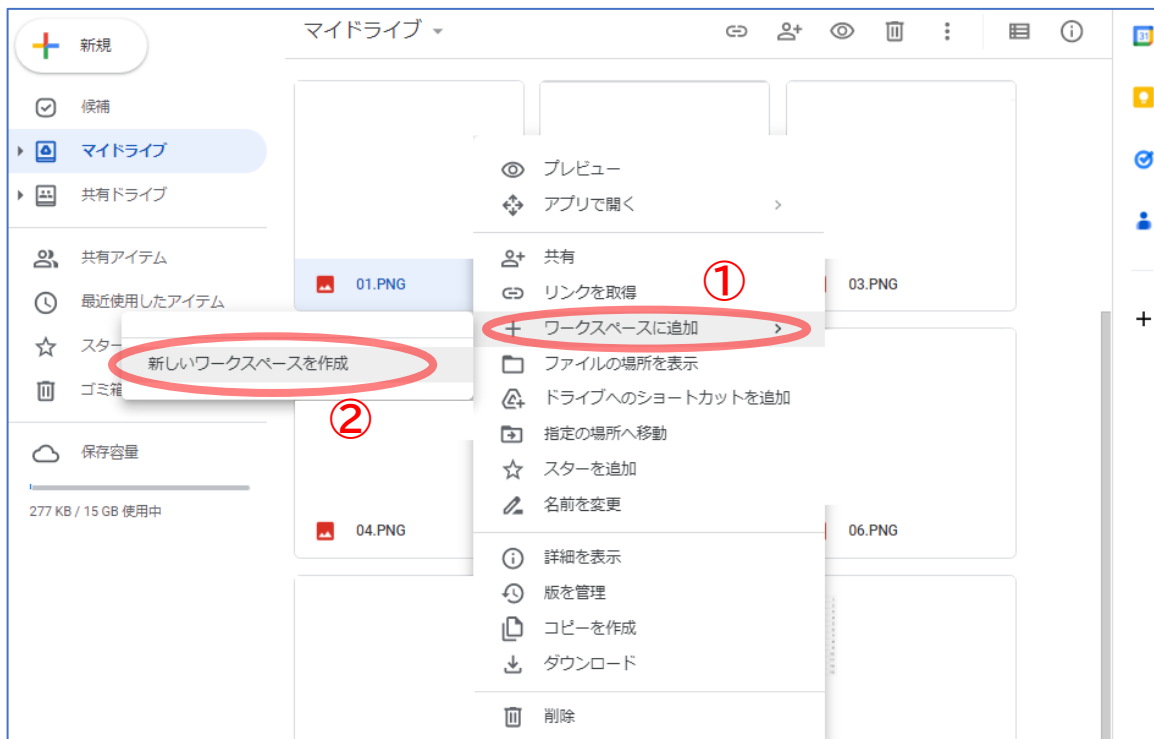 新規
マイドライブ
候補
マイドライブ
共有ドライブ
共有アイテム
最近使用したアイテム
スター
ゴミ箱
保存容量
277 KB / 15 GB 使用中
31
01.PNG
03.PNG
04.PNG
06.PNG
プレビュー
アプリで開く
共有
リンクを取得
①
ワークスペースに追加
ファイルの場所を表示
ドライブへのショートカットを追加
指定の場所へ移動
スターを追加
名前を変更
詳細を表示
版を管理
コピーを作成
ダウンロード
削除
新しいワークスペースを作成
②